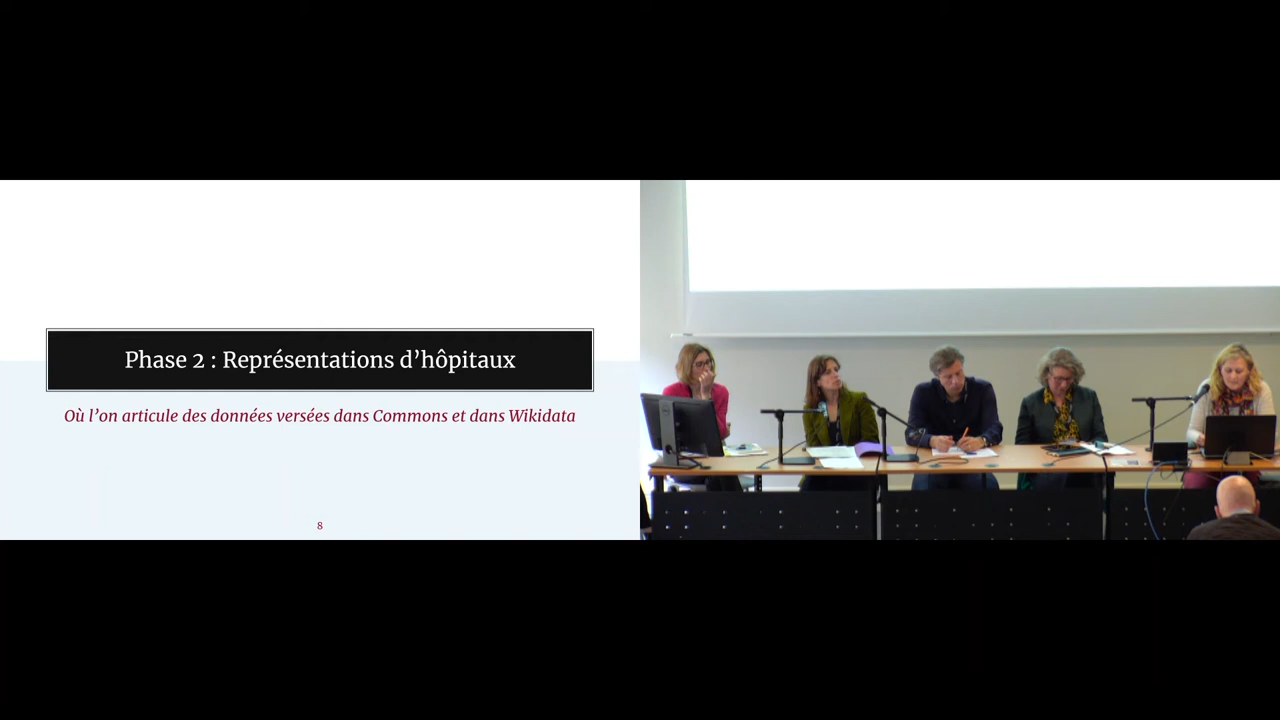 Phase 2 : Représentations d’hôpitaux
Où l’on articule des données versées dans Commons et dans Wikidata
8